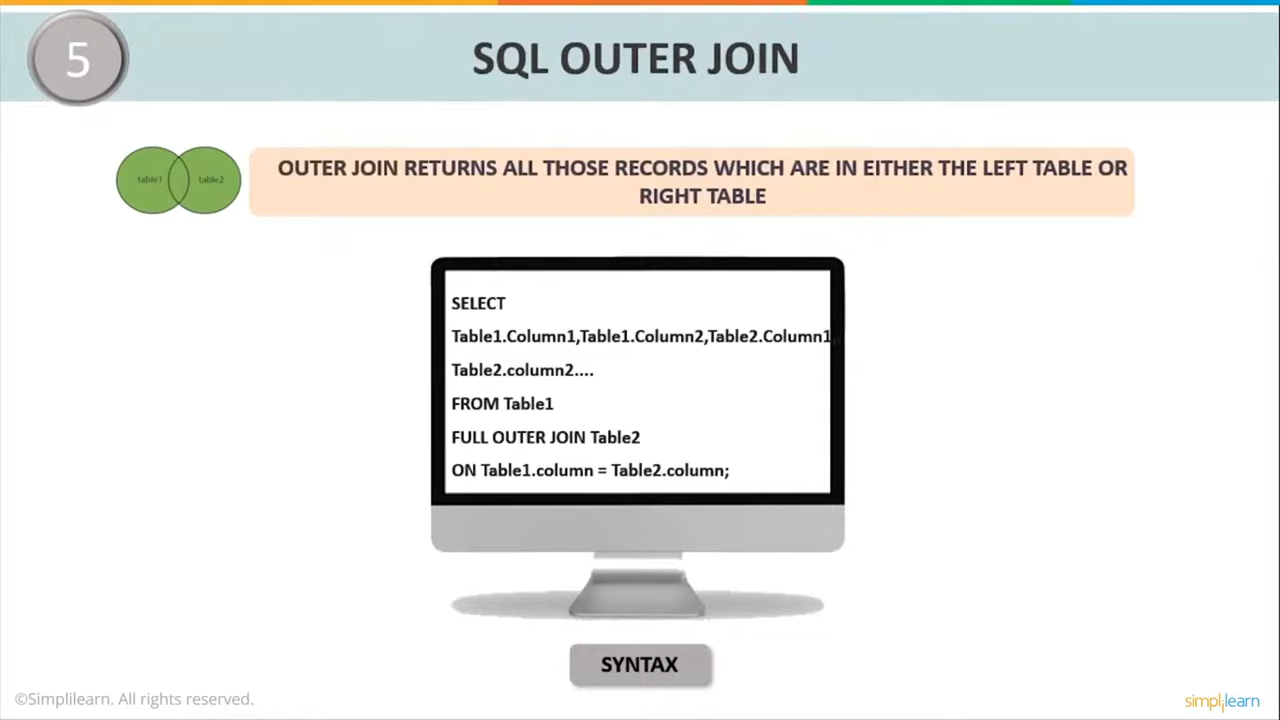 5
SQL OUTER JOIN
table1 table2
OUTER JOIN RETURNS ALL THOSE RECORDS WHICH ARE IN EITHER THE LEFT TABLE OR
RIGHT TABLE
SELECT
Table1.Column1,Table1.Column2,Table2.Column1,
Table2.column2....
FROM Table1
FULL OUTER JOIN Table2
ON Table1.column = Table2.column;
SYNTAX
©Simplilearn. All rights reserved.
simplilearn